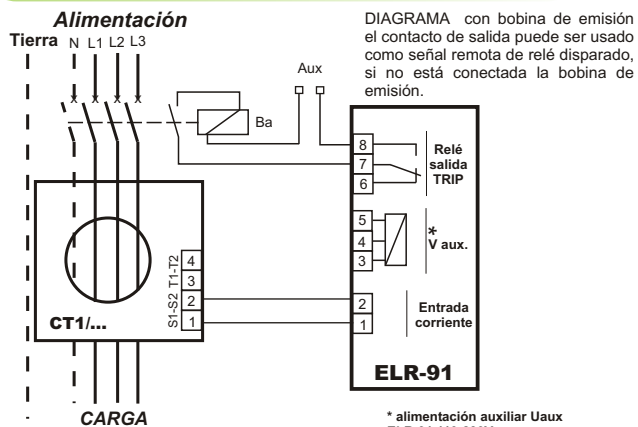 Alimentación
Tierra N L1 L2 L3
DIAGRAMA con bobina de emisión
el contacto de salida puede ser usado
como señal remota de relé disparado,
si no está conectada la bobina de
emisión.
Aux
Ba
8
7
6
Relé
salida
TRIP
5
4
3
*
V aux.
2
1
Entrada
corriente
ELR-91
4
3
2
1
T1-T2
S1-S2
CT1/...
CARGA
* alimentación auxiliar Uaux